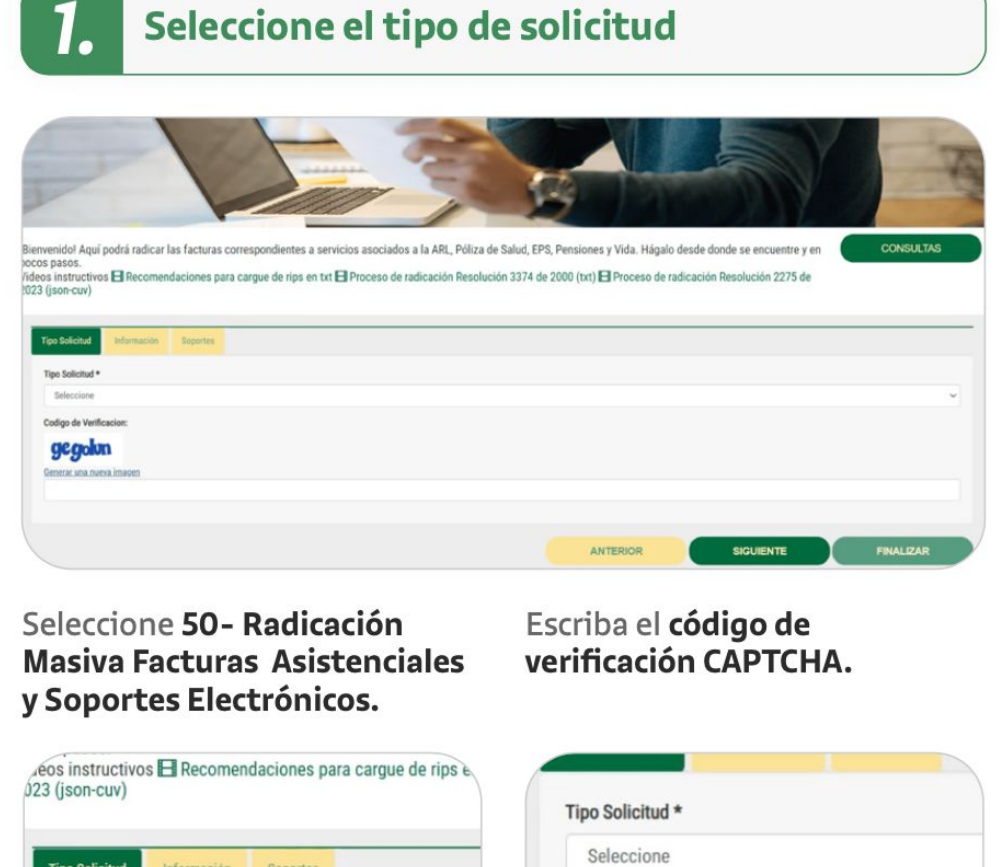 1.
Seleccione el tipo de solicitud
Bienvenido! Aquí podrá radicar las facturas correspondientes a servicios asociados a la ARL, Póliza de Salud, EPS, Pensiones y Vida. Hágalo desde donde se encuentre y en
pocos pasos.
CONSULTAS
Videos instructivos Recomendaciones para cargue de rips en txt Proceso de radicación Resolución 3374 de 2000 (txt) Proceso de radicación Resolución 2275 de
2023 (json-cuv)
Tipo Solicitud Información Soportes
Tipo Solicitud *
Seleccione
Codigo de Verificacion:
gegolun
Generar una nueva imagen
ANTERIOR SIGUIENTE FINALIZAR
Seleccione 50- Radicación
Masiva Facturas Asistenciales
y Soportes Electrónicos.
Escriba el código de
verificación CAPTCHA.
eos instructivos Recomendaciones para cargue de rips e
023 (json-cuv)
Tipo Solicitud Información Soportes
Tipo Solicitud *
Seleccione